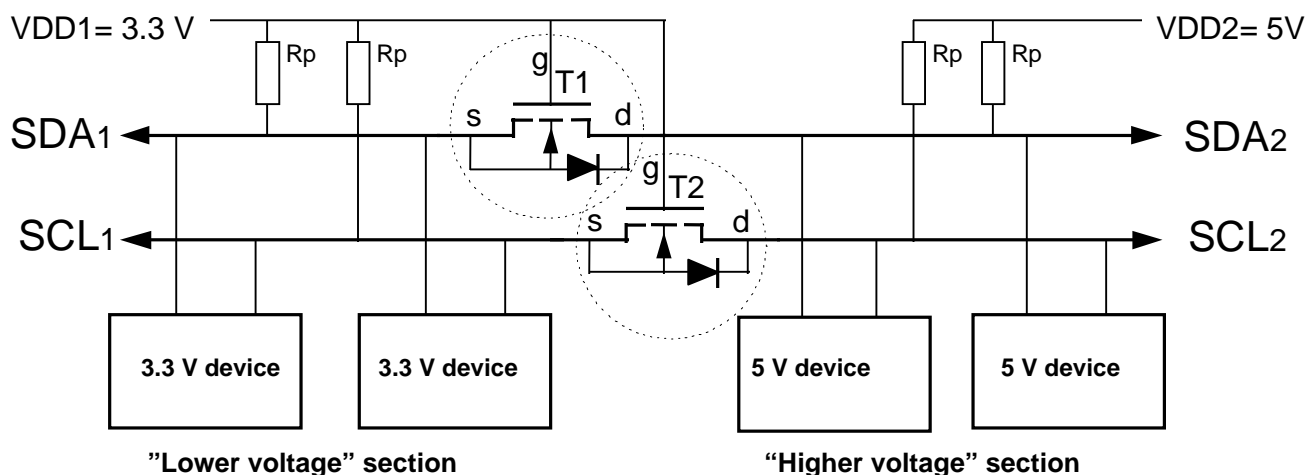 VDD1= 3.3 V
VDD2= 5V
Rp
Rp
Rp
Rp
g
T1
s
d
SDA1
SDA2
g
T2
s
d
SCL1
SCL2
3.3 V device
3.3 V device
5 V device
5 V device
”Lower voltage” section
“Higher voltage” section